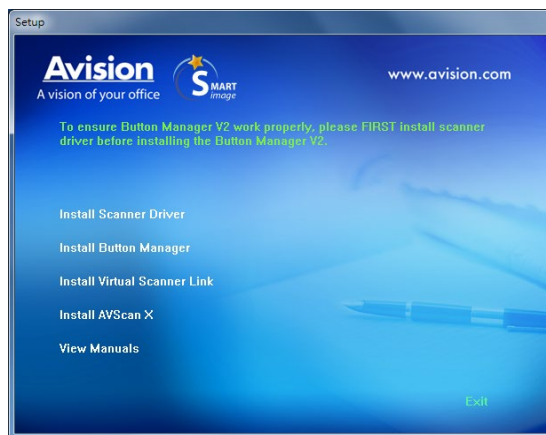 Setup
Avision
A vision of your office
SMART
image
www.avision.com
To ensure Button Manager V2 work properly, please FIRST install scanner
driver before installing the Button Manager V2.
Install Scanner Driver
Install Button Manager
Install Virtual Scanner Link
Install AVScan X
View Manuals
Exit